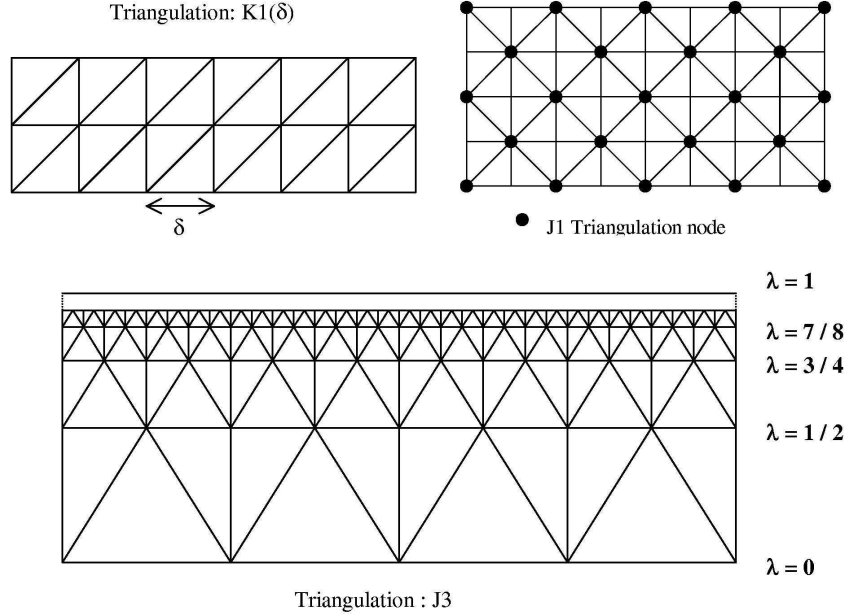 Triangulation: K1(δ)
δ
J1 Triangulation node
λ = 1
λ = 7 / 8
λ = 3 / 4
λ = 1 / 2
λ = 0
Triangulation : J3